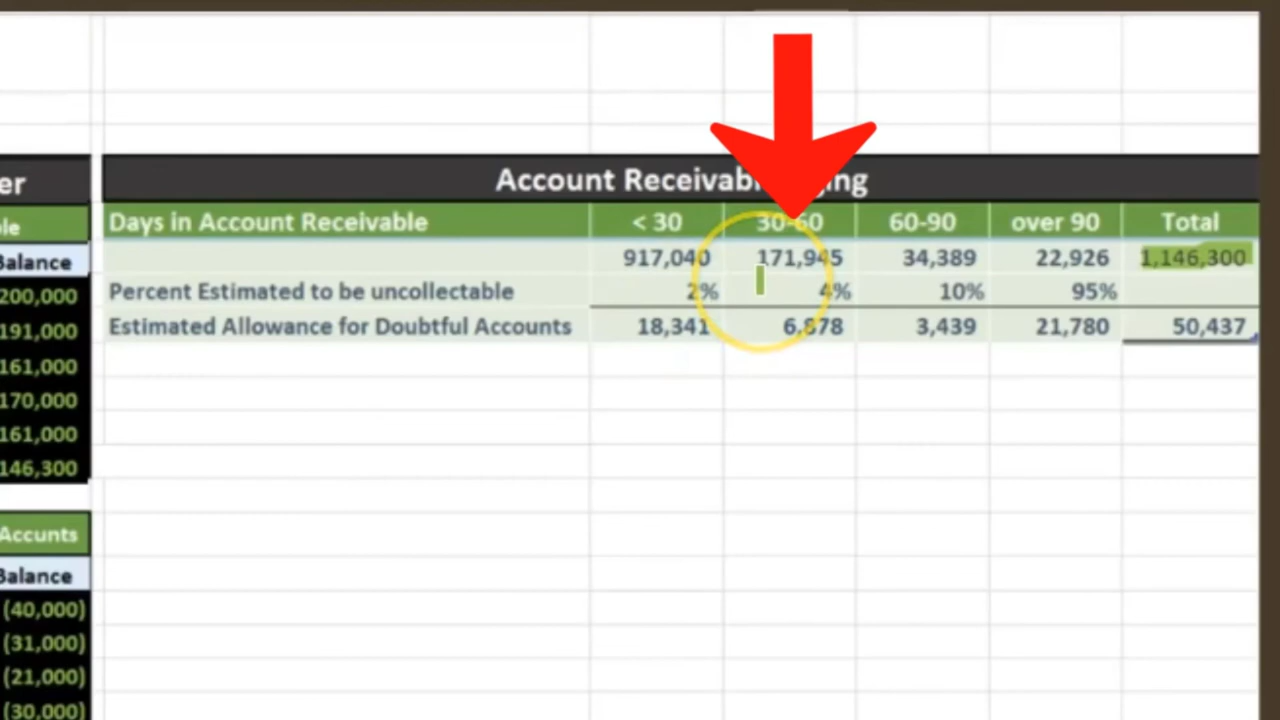 er
Account Receivable Aging
le
Days in Account Receivable < 30 30-60 60-90 over 90 Total
Balance 917,040 171,945 34,389 22,926 1,146,300
200,000 Percent Estimated to be uncollectable 2% 4% 10% 95%
191,000 Estimated Allowance for Doubtful Accounts 18,341 6,878 3,439 21,780 50,437
161,000
170,000
161,000
146,300
Accunts
Balance
(40,000)
(31,000)
(21,000)
(30,000)